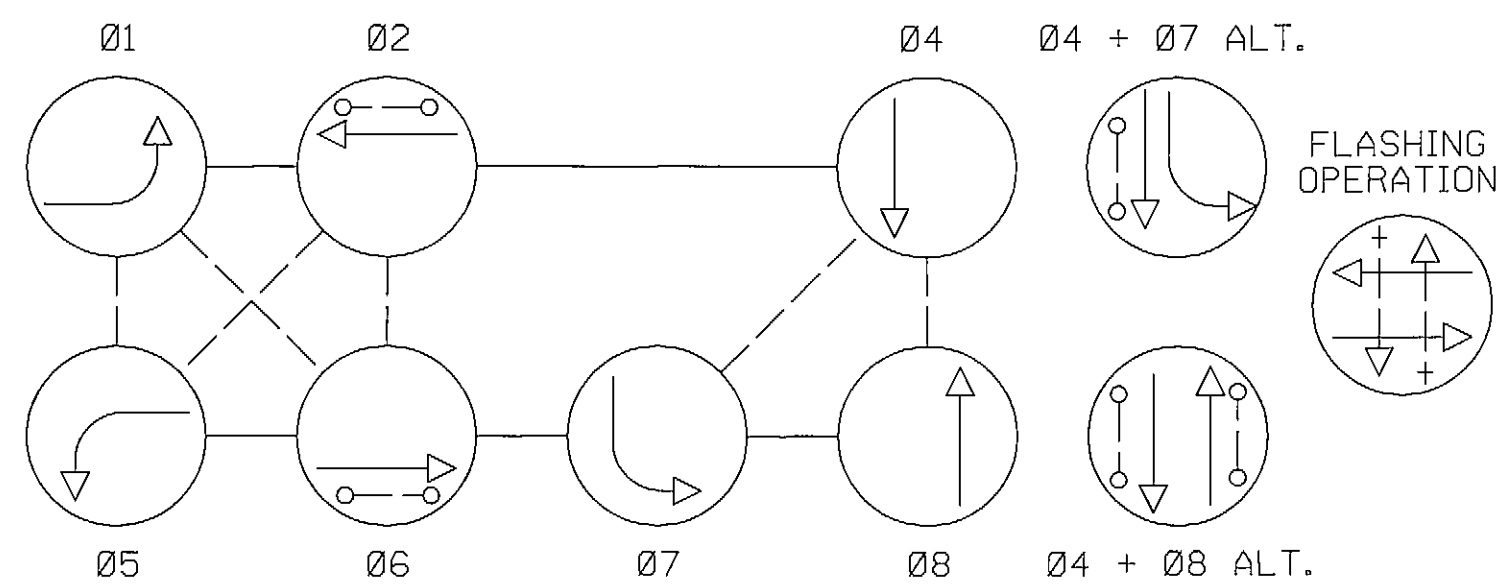 Ø1
Ø2
Ø4
Ø4 + Ø7 ALT.
FLASHING
OPERATION
+
+
Ø5
Ø6
Ø7
Ø8
Ø4 + Ø8 ALT.